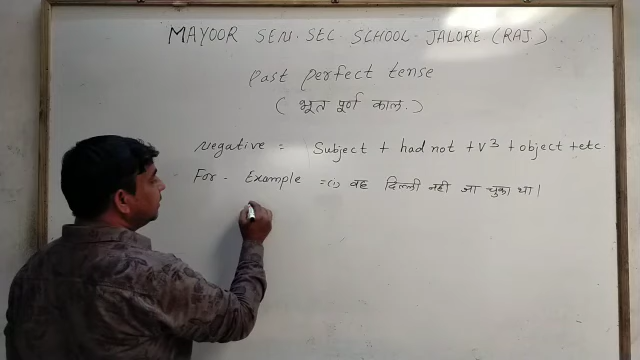 MAYOOR SEN. SEC. SCHOOL. JALORE (RAJ)
Past perfect tense
( भूत पूर्ण काल. )
Negative = Subject + had not + V3 + object + etc
For - Example =(1) वह दिल्ली नही जा चुका था।